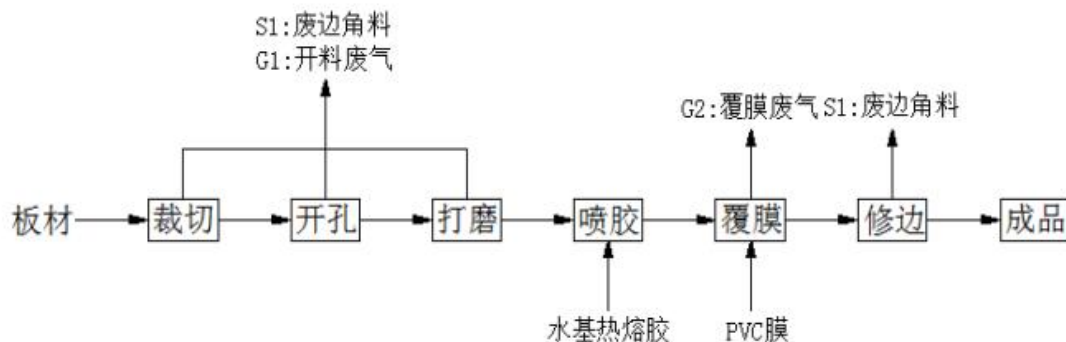 S1:废边角料
G1:开料废气
G2:覆膜废气 S1:废边角料
板材 裁切 开孔 打磨 喷胶 覆膜 修边 成品
水基热熔胶 PVC膜